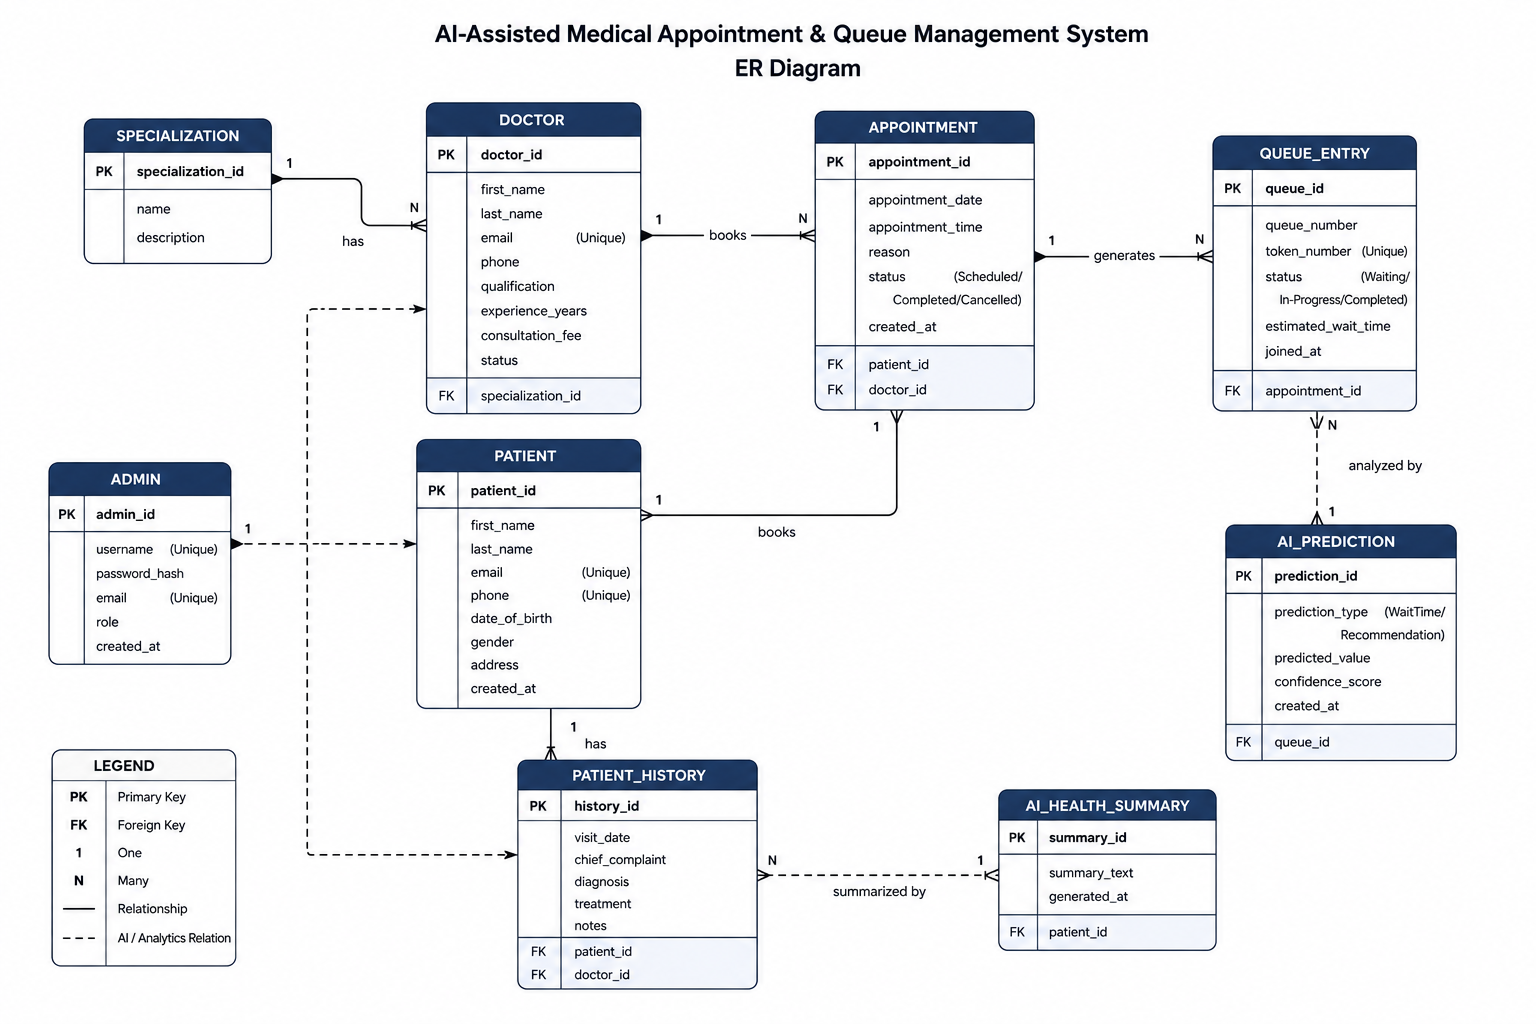 AI-Assisted Medical Appointment & Queue Management System
ER Diagram
SPECIALIZATION
PK specialization_id
name
description
1
N
has
DOCTOR
PK doctor_id
first_name
last_name
email (Unique)
phone
qualification
experience_years
consultation_fee
status
FK specialization_id
1
N
books
APPOINTMENT
PK appointment_id
appointment_date
appointment_time
reason
status (Scheduled/
Completed/Cancelled)
created_at
FK patient_id
FK doctor_id
1
N
generates
QUEUE_ENTRY
PK queue_id
queue_number
token_number (Unique)
status (Waiting/
In-Progress/Completed)
estimated_wait_time
joined_at
FK appointment_id
N
analyzed by
1
ADMIN
PK admin_id
username (Unique)
password_hash
email (Unique)
role
created_at
1
PATIENT
PK patient_id
first_name
last_name
email (Unique)
phone (Unique)
date_of_birth
gender
address
created_at
1
1
books
1
has
AI_PREDICTION
PK prediction_id
prediction_type (WaitTime/
Recommendation)
predicted_value
confidence_score
created_at
FK queue_id
LEGEND
PK Primary Key
FK Foreign Key
1 One
N Many
Relationship
AI / Analytics Relation
PATIENT_HISTORY
PK history_id
visit_date
chief_complaint
diagnosis
treatment
notes
FK patient_id
FK doctor_id
N
1
summarized by
AI_HEALTH_SUMMARY
PK summary_id
summary_text
generated_at
FK patient_id